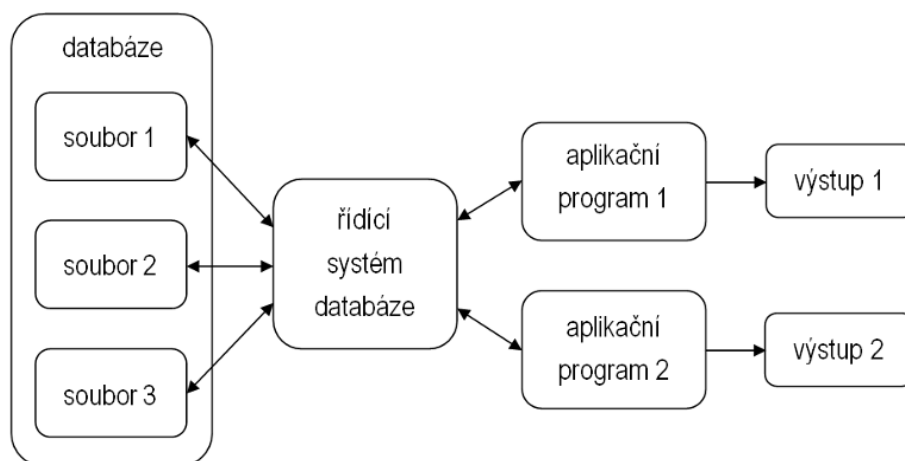 databáze
soubor 1
soubor 2
soubor 3
řídící
systém
databáze
aplikační
program 1
výstup 1
aplikační
program 2
výstup 2